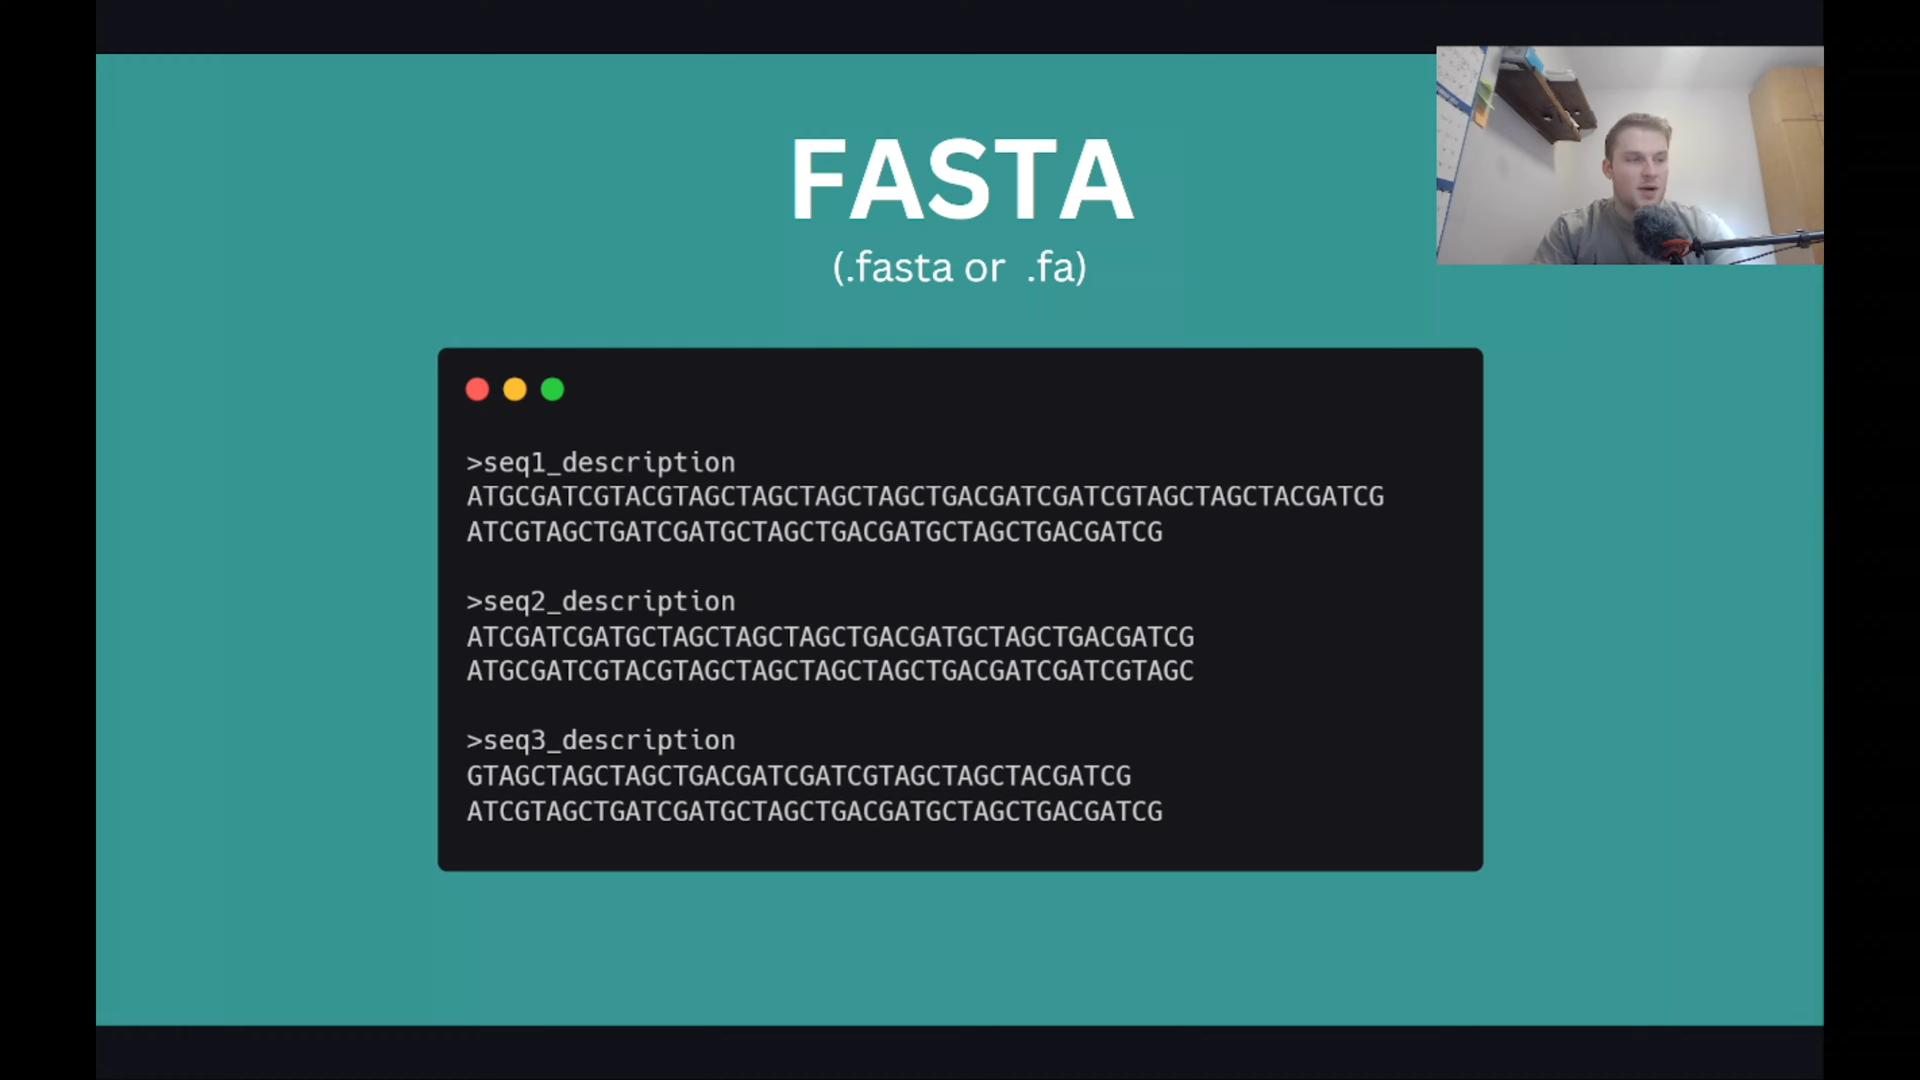 FASTA
(.fasta or .fa)
>seq1_description
ATGCGATCGTACGTAGCTAGCTAGCTAGCTGACGATCGATCGTAGCTAGCTACGATCG
ATCGTAGCTGATCGATGCTAGCTGACGATGCTAGCTGACGATCG
>seq2_description
ATCGATCGATGCTAGCTAGCTAGCTGACGATGCTAGCTGACGATCG
ATGCGATCGTACGTAGCTAGCTAGCTAGCTGACGATCGATCGTAGC
>seq3_description
GTAGCTAGCTAGCTGACGATCGATCGTAGCTAGCTACGATCG
ATCGTAGCTGATCGATGCTAGCTGACGATGCTAGCTGACGATCG